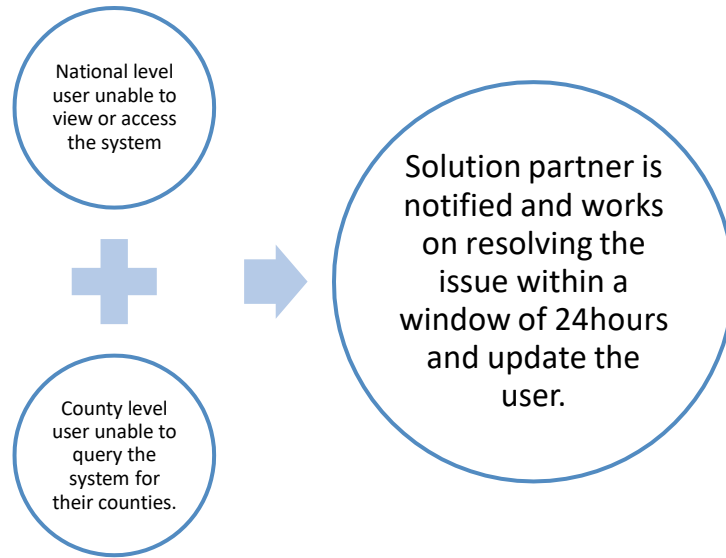 National level
user unable to
view or access
the system
County level
user unable to
query the
system for
their counties.
Solution partner is
notified and works
on resolving the
issue within a
window of 24hours
and update the
user.